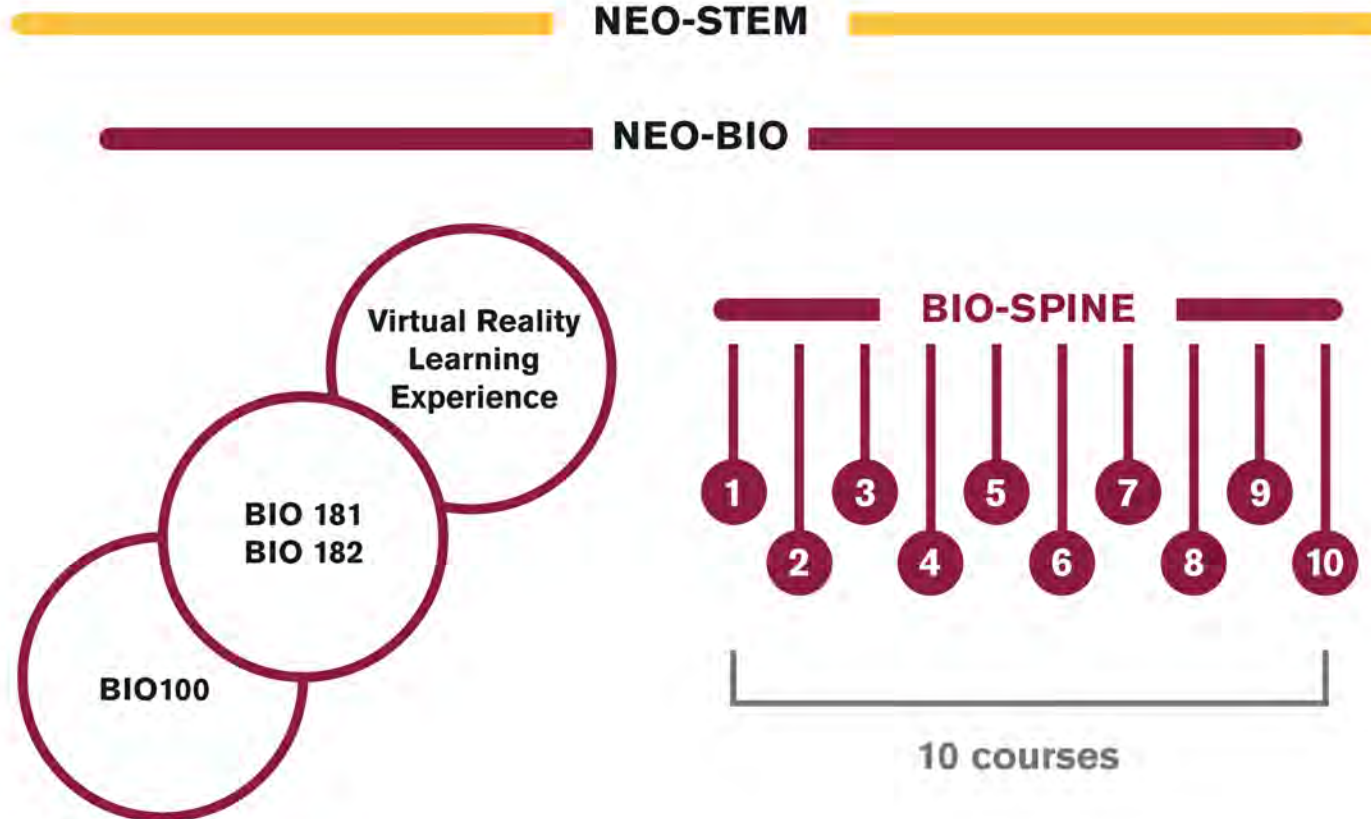 NEO-STEM
NEO-BIO
Virtual Reality
Learning
Experience
BIO 181
BIO 182
BIO100
BIO-SPINE
1
2
3
4
5
6
7
8
9
10
10 courses